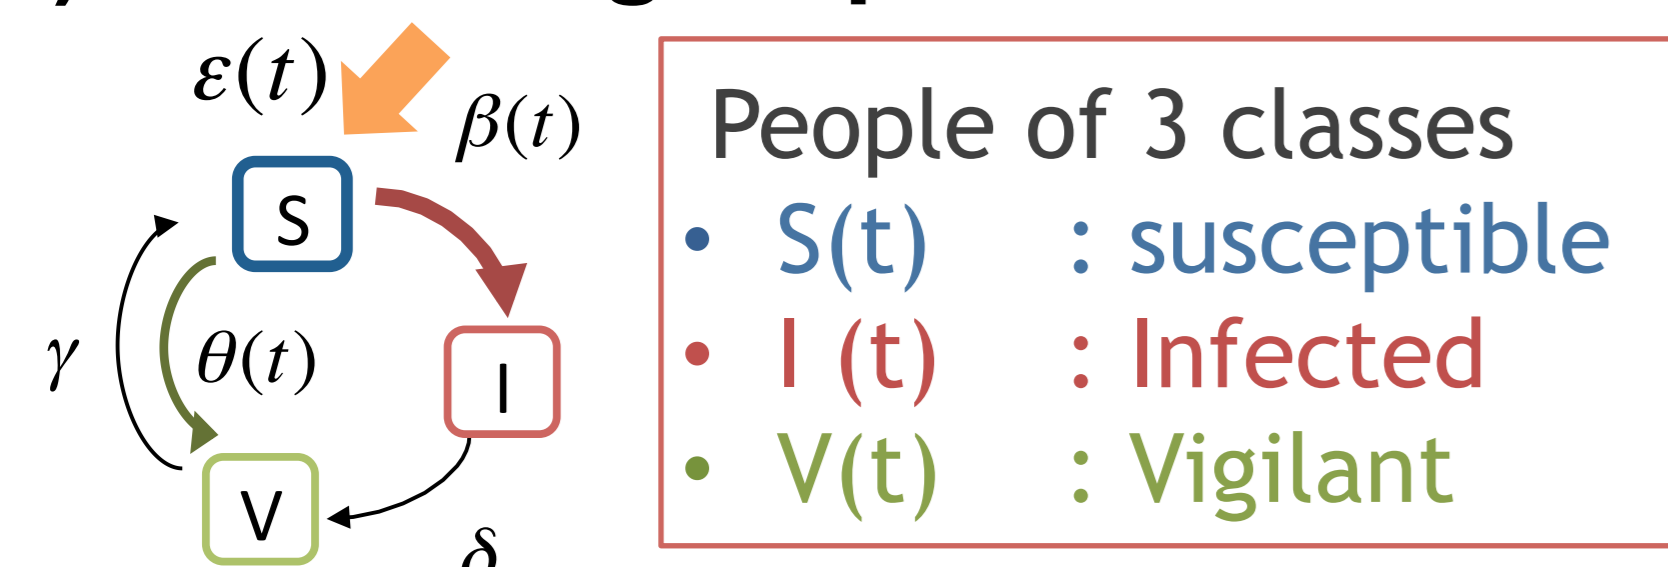 ε(t)
β(t)
S
γ
θ(t)
I
V
δ
People of 3 classes
• S(t) : susceptible
• I (t) : Infected
• V(t) : Vigilant